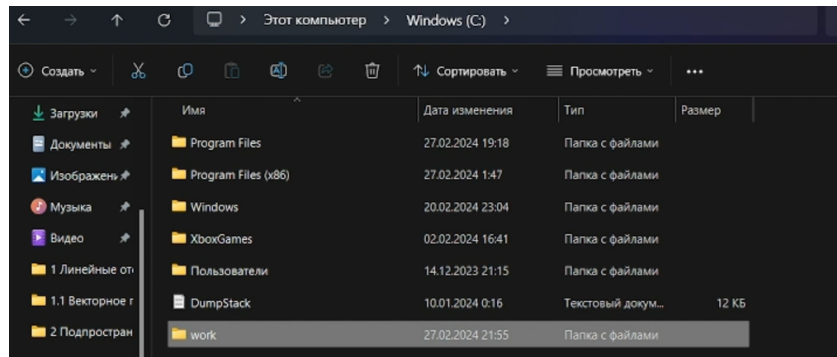 Этот компьютер > Windows (C:) >
Создать Сортировать Просмотреть •••
Загрузки
Документы
Изображень
Музыка
Видео
1 Линейные от
1.1 Векторное г
2 Подпростран
Имя Дата изменения Тип Размер
Program Files 27.02.2024 19:18 Папка с файлами
Program Files (x86) 27.02.2024 1:47 Папка с файлами
Windows 20.02.2024 23:04 Папка с файлами
XboxGames 02.02.2024 16:41 Папка с файлами
Пользователи 14.12.2023 21:15 Папка с файлами
DumpStack 10.01.2024 0:16 Текстовый докум... 12 КБ
work 27.02.2024 21:55 Папка с файлами